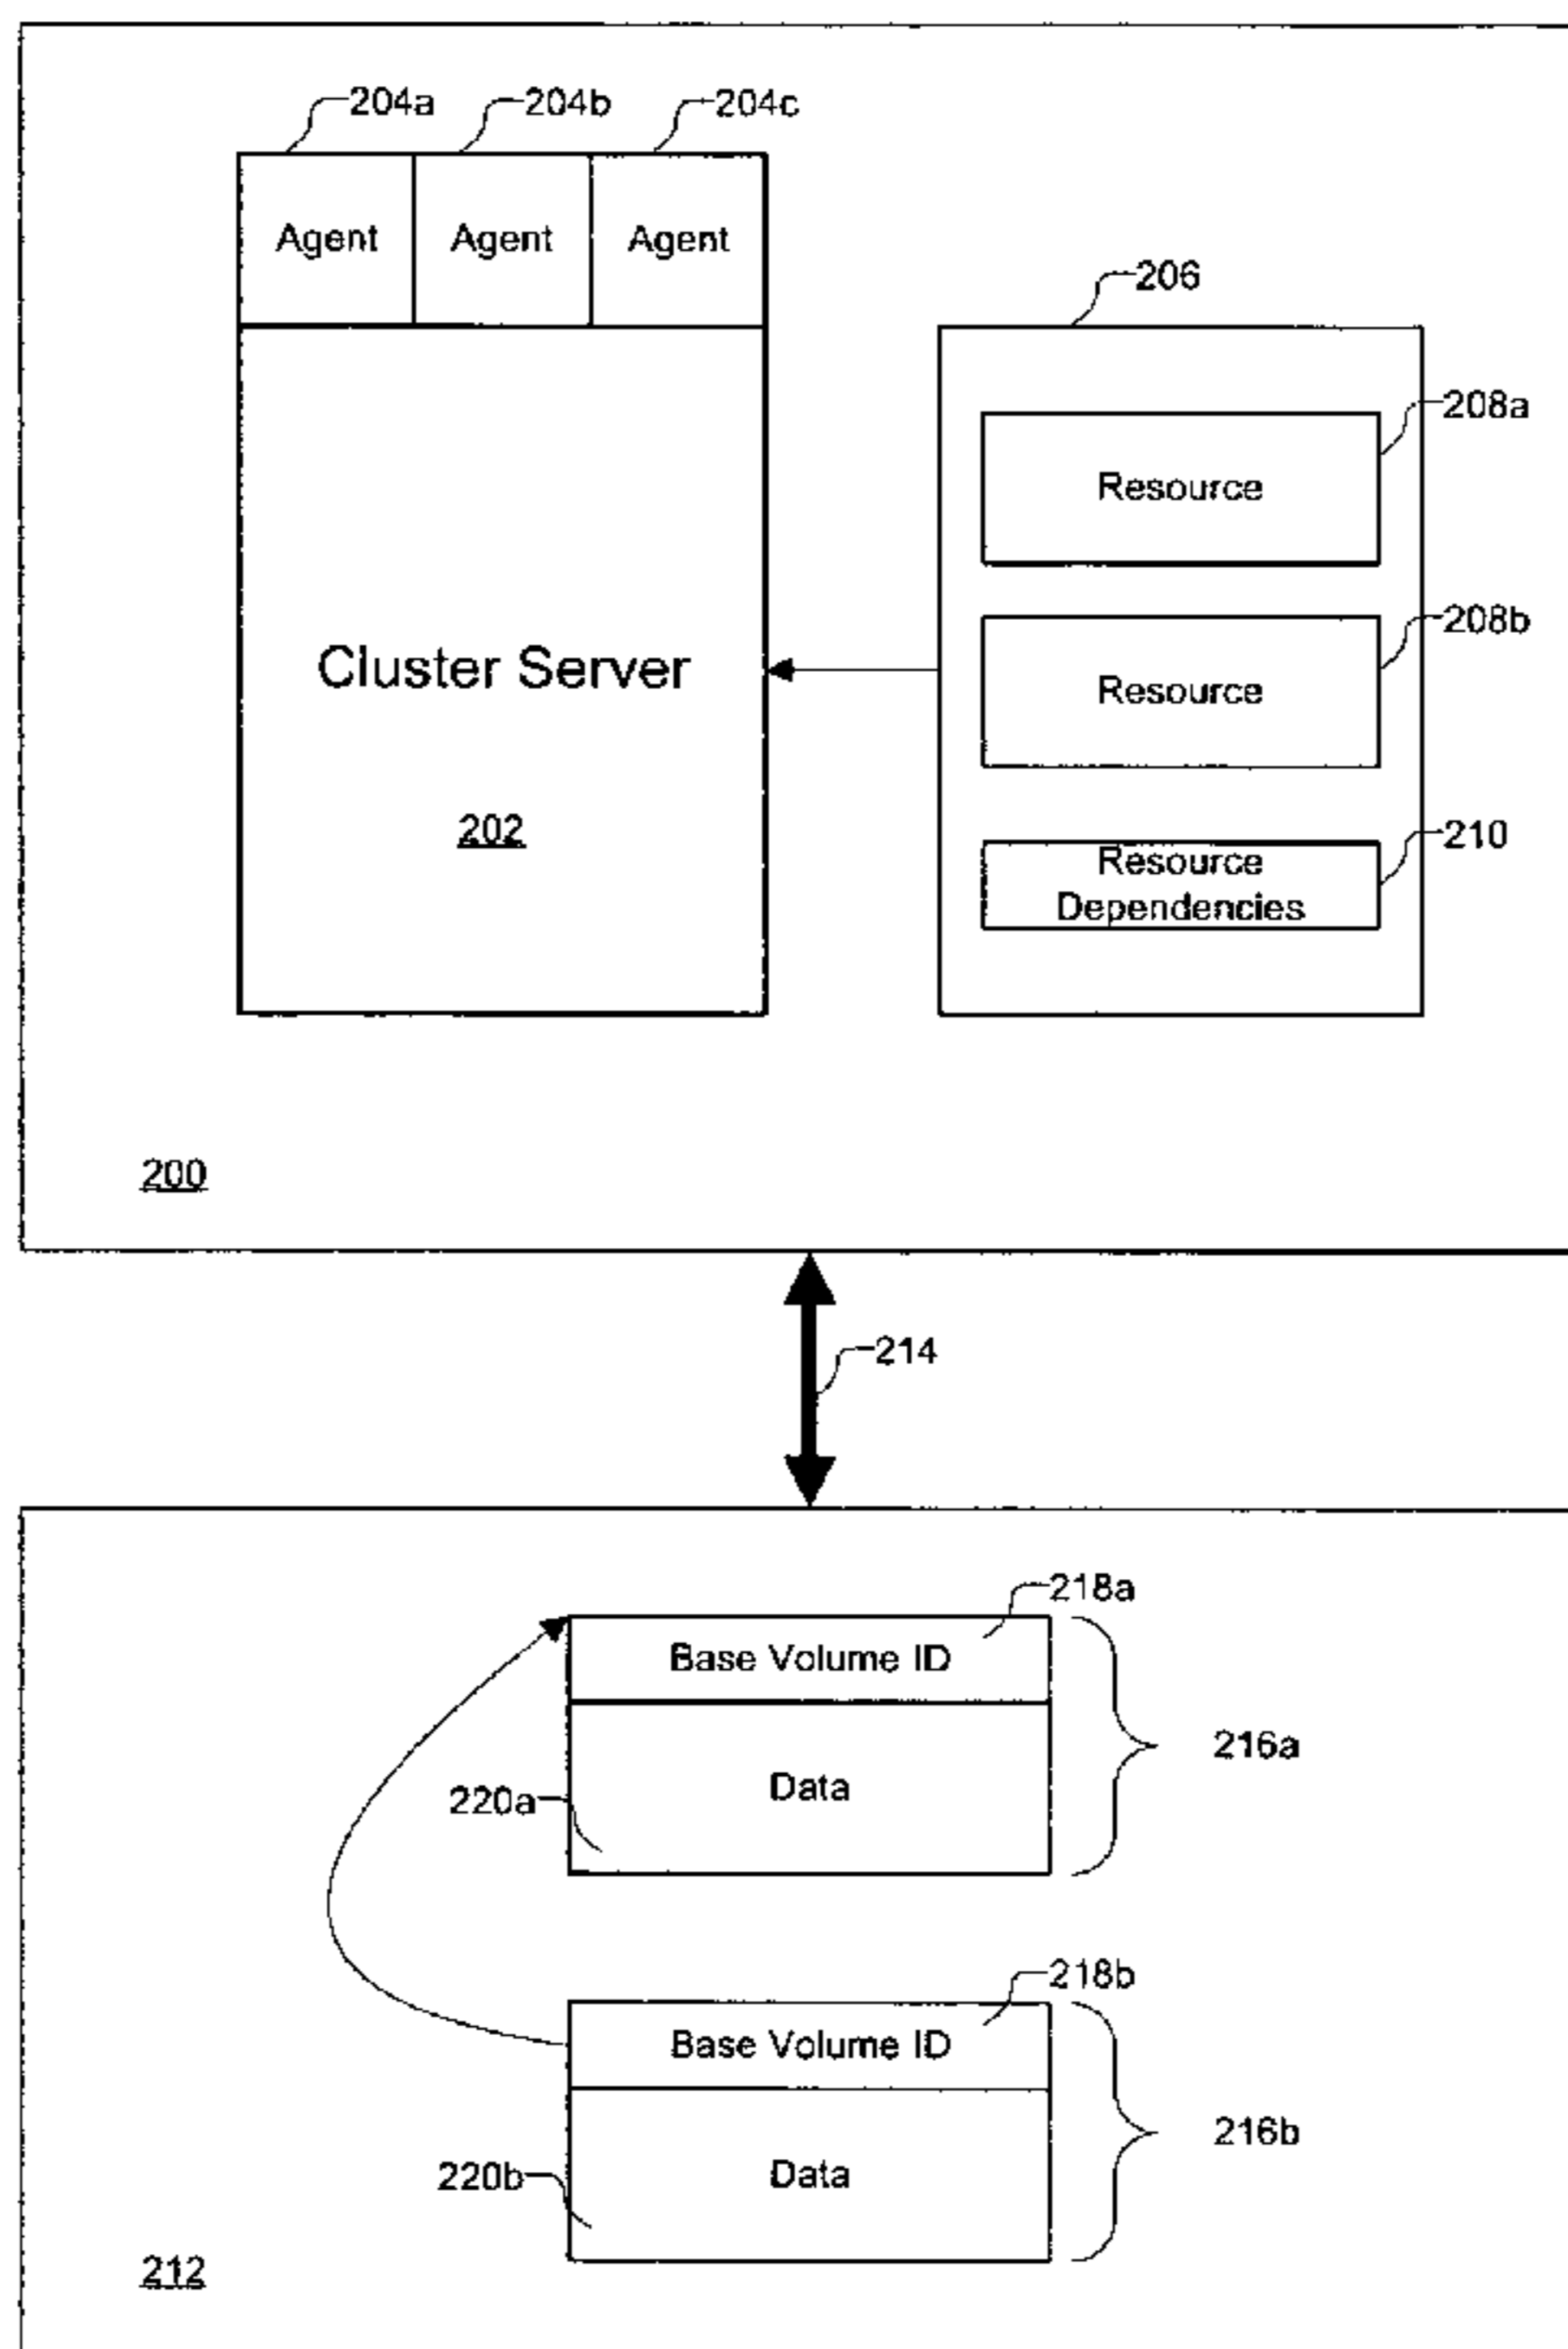 204a
204b
204c
Agent
Agent
Agent
206
208a
Resource
208b
Cluster Server
Resource
202
210
Resource
Dependencies
200
214
218a
Base Volume ID
216a
Data
220a
218b
Base Volume ID
216b
Data
220b
212